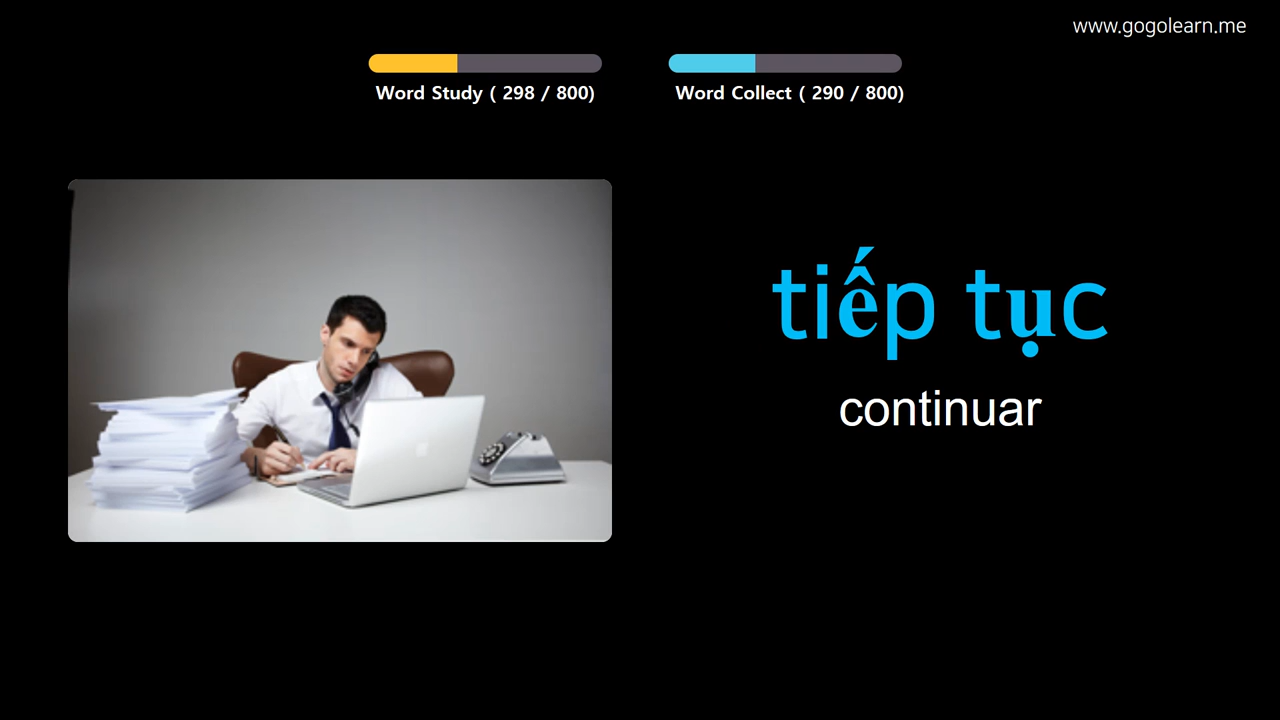 www.gogolearn.me
Word Study ( 298 / 800)
Word Collect ( 290 / 800)
tiếp tục
continuar